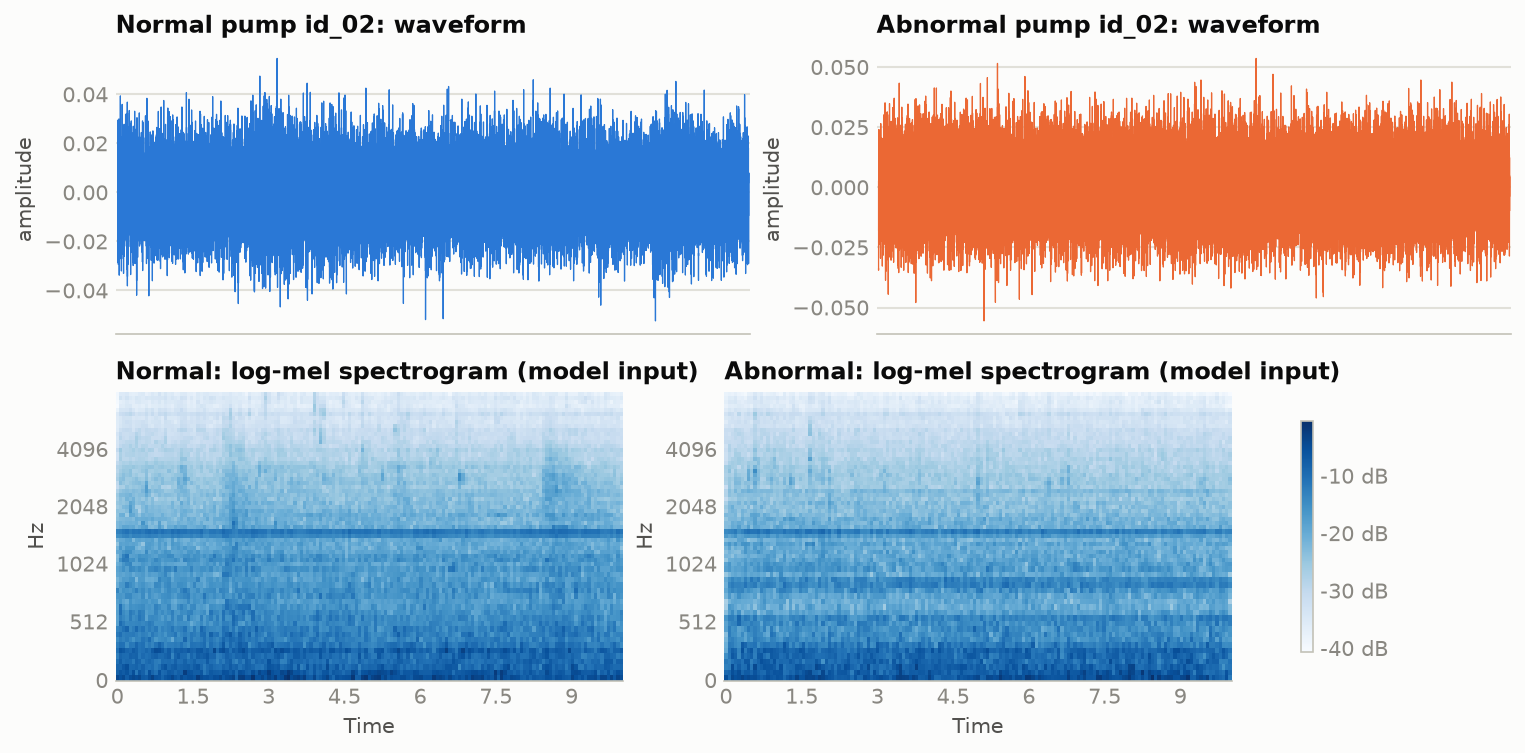 Normal pump id_02: waveform
amplitude
0.04
0.02
0.00
−0.02
−0.04
Abnormal pump id_02: waveform
amplitude
0.050
0.025
0.000
−0.025
−0.050
Normal: log-mel spectrogram (model input)
Hz
4096
2048
1024
512
0
0 1.5 3 4.5 6 7.5 9
Time
Abnormal: log-mel spectrogram (model input)
Hz
4096
2048
1024
512
0
0 1.5 3 4.5 6 7.5 9
Time
-10 dB
-20 dB
-30 dB
-40 dB